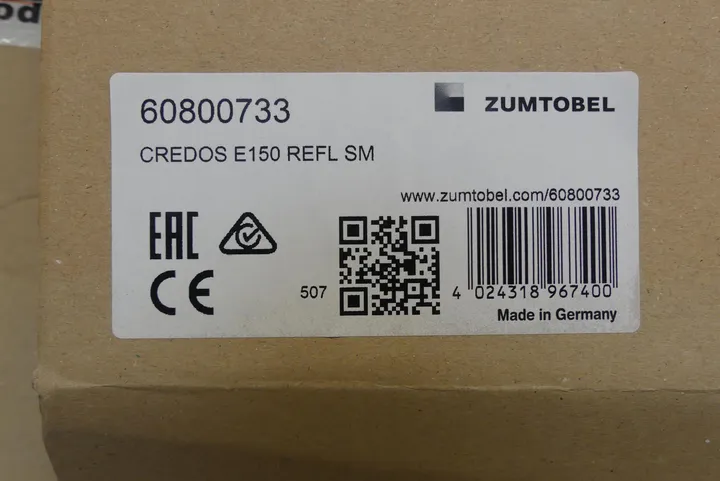 60800733
ZUMTOBEL
CREDOS E150 REFL SM
www.zumtobel.com/60800733
EAC
CE
507
4 024318 967400
Made in Germany